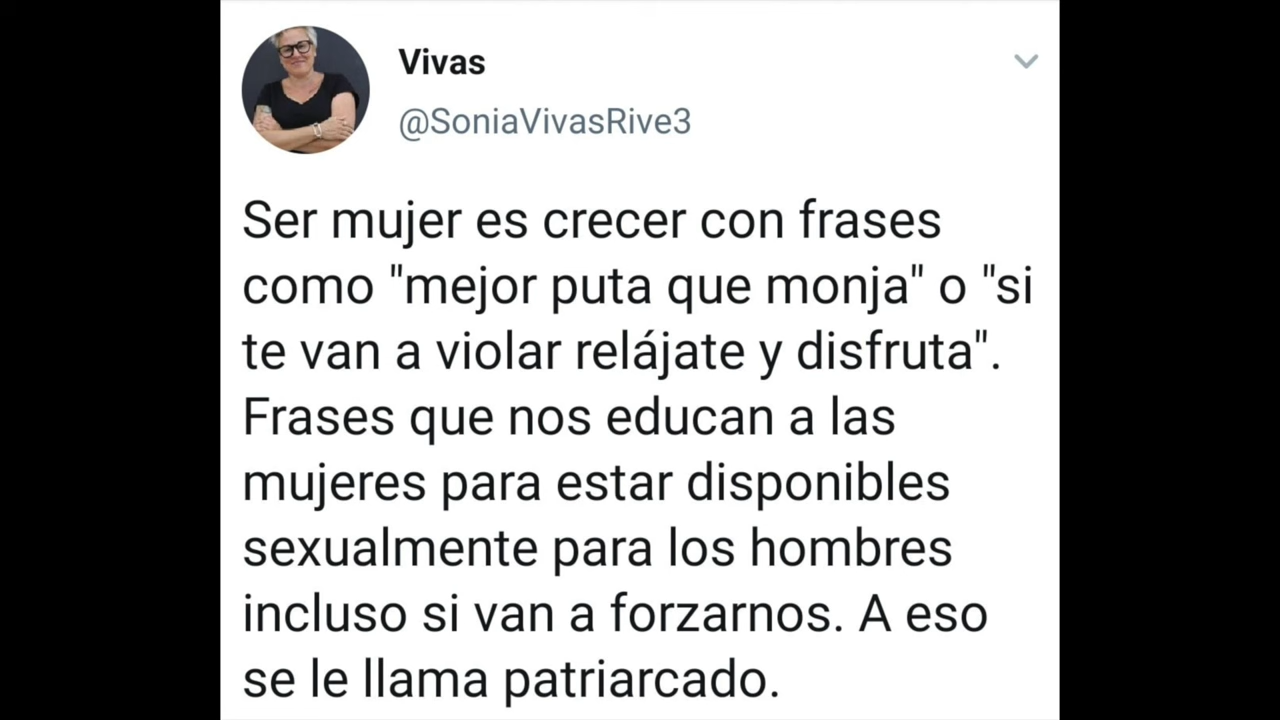 Vivas
@SoniaVivasRive3
Ser mujer es crecer con frases
como "mejor puta que monja" o "si
te van a violar relájate y disfruta".
Frases que nos educan a las
mujeres para estar disponibles
sexualmente para los hombres
incluso si van a forzarnos. A eso
se le llama patriarcado.